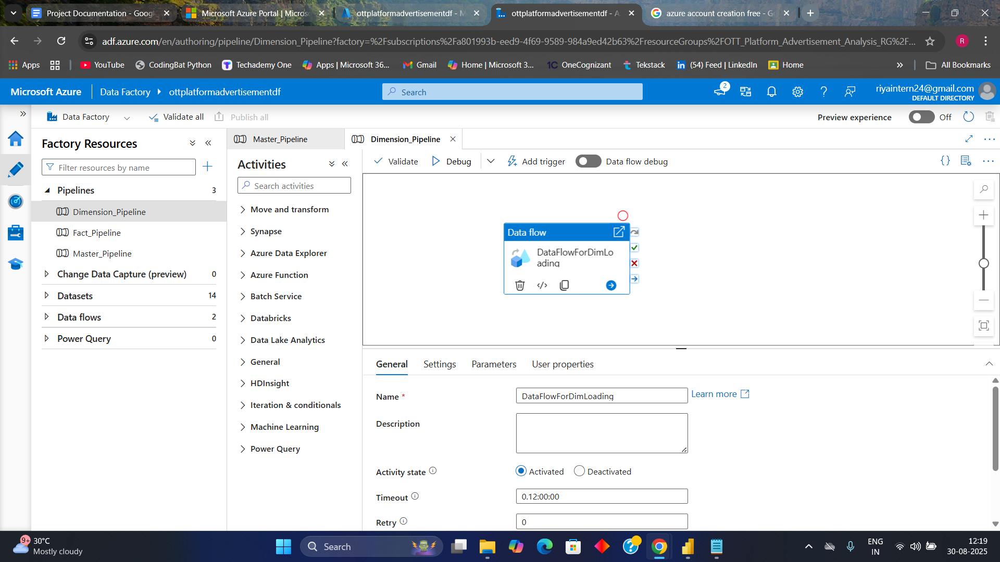 Project Documentation - Googl
Microsoft Azure Portal | Micros
ottplatformadvertisementdf - M
ottplatformadvertisementdf - A
azure account creation free - G
adf.azure.com/en/authoring/pipeline/Dimension_Pipeline?factory=%2Fsubscriptions%2Fa801993b-eed9-4f69-9589-984a9ed42b63%2FresourceGroups%2FOTT_Platform_Advertisement_Analysis_RG%2F...
R
Apps
YouTube
CodingBat Python
Techademy One
Apps | Microsoft 36...
Gmail
Home | Microsoft 3...
1C OneCognizant
Tekstack
(54) Feed | LinkedIn
Home
All Bookmarks
Microsoft Azure
Data Factory
ottplatformadvertisementdf
Search
2
riyaintern24@gmail.com
DEFAULT DIRECTORY
Data Factory
Validate all
Publish all
Preview experience
Off
Factory Resources
Filter resources by name
Pipelines 3
Dimension_Pipeline
Fact_Pipeline
Master_Pipeline
Change Data Capture (preview) 0
Datasets 14
Data flows 2
Power Query 0
Master_Pipeline
Dimension_Pipeline
Activities
Search activities
Move and transform
Synapse
Azure Data Explorer
Azure Function
Batch Service
Databricks
Data Lake Analytics
General
HDInsight
Iteration & conditionals
Machine Learning
Power Query
Validate
Debug
Add trigger
Data flow debug
Data flow
DataFlowForDimLo
ading
General
Settings
Parameters
User properties
Name *
DataFlowForDimLoading
Learn more
Description
Activity state
Activated
Deactivated
Timeout
0.12:00:00
Retry
0
9+
30°C
Mostly cloudy
Search
ENG
IN
12:19
30-08-2025